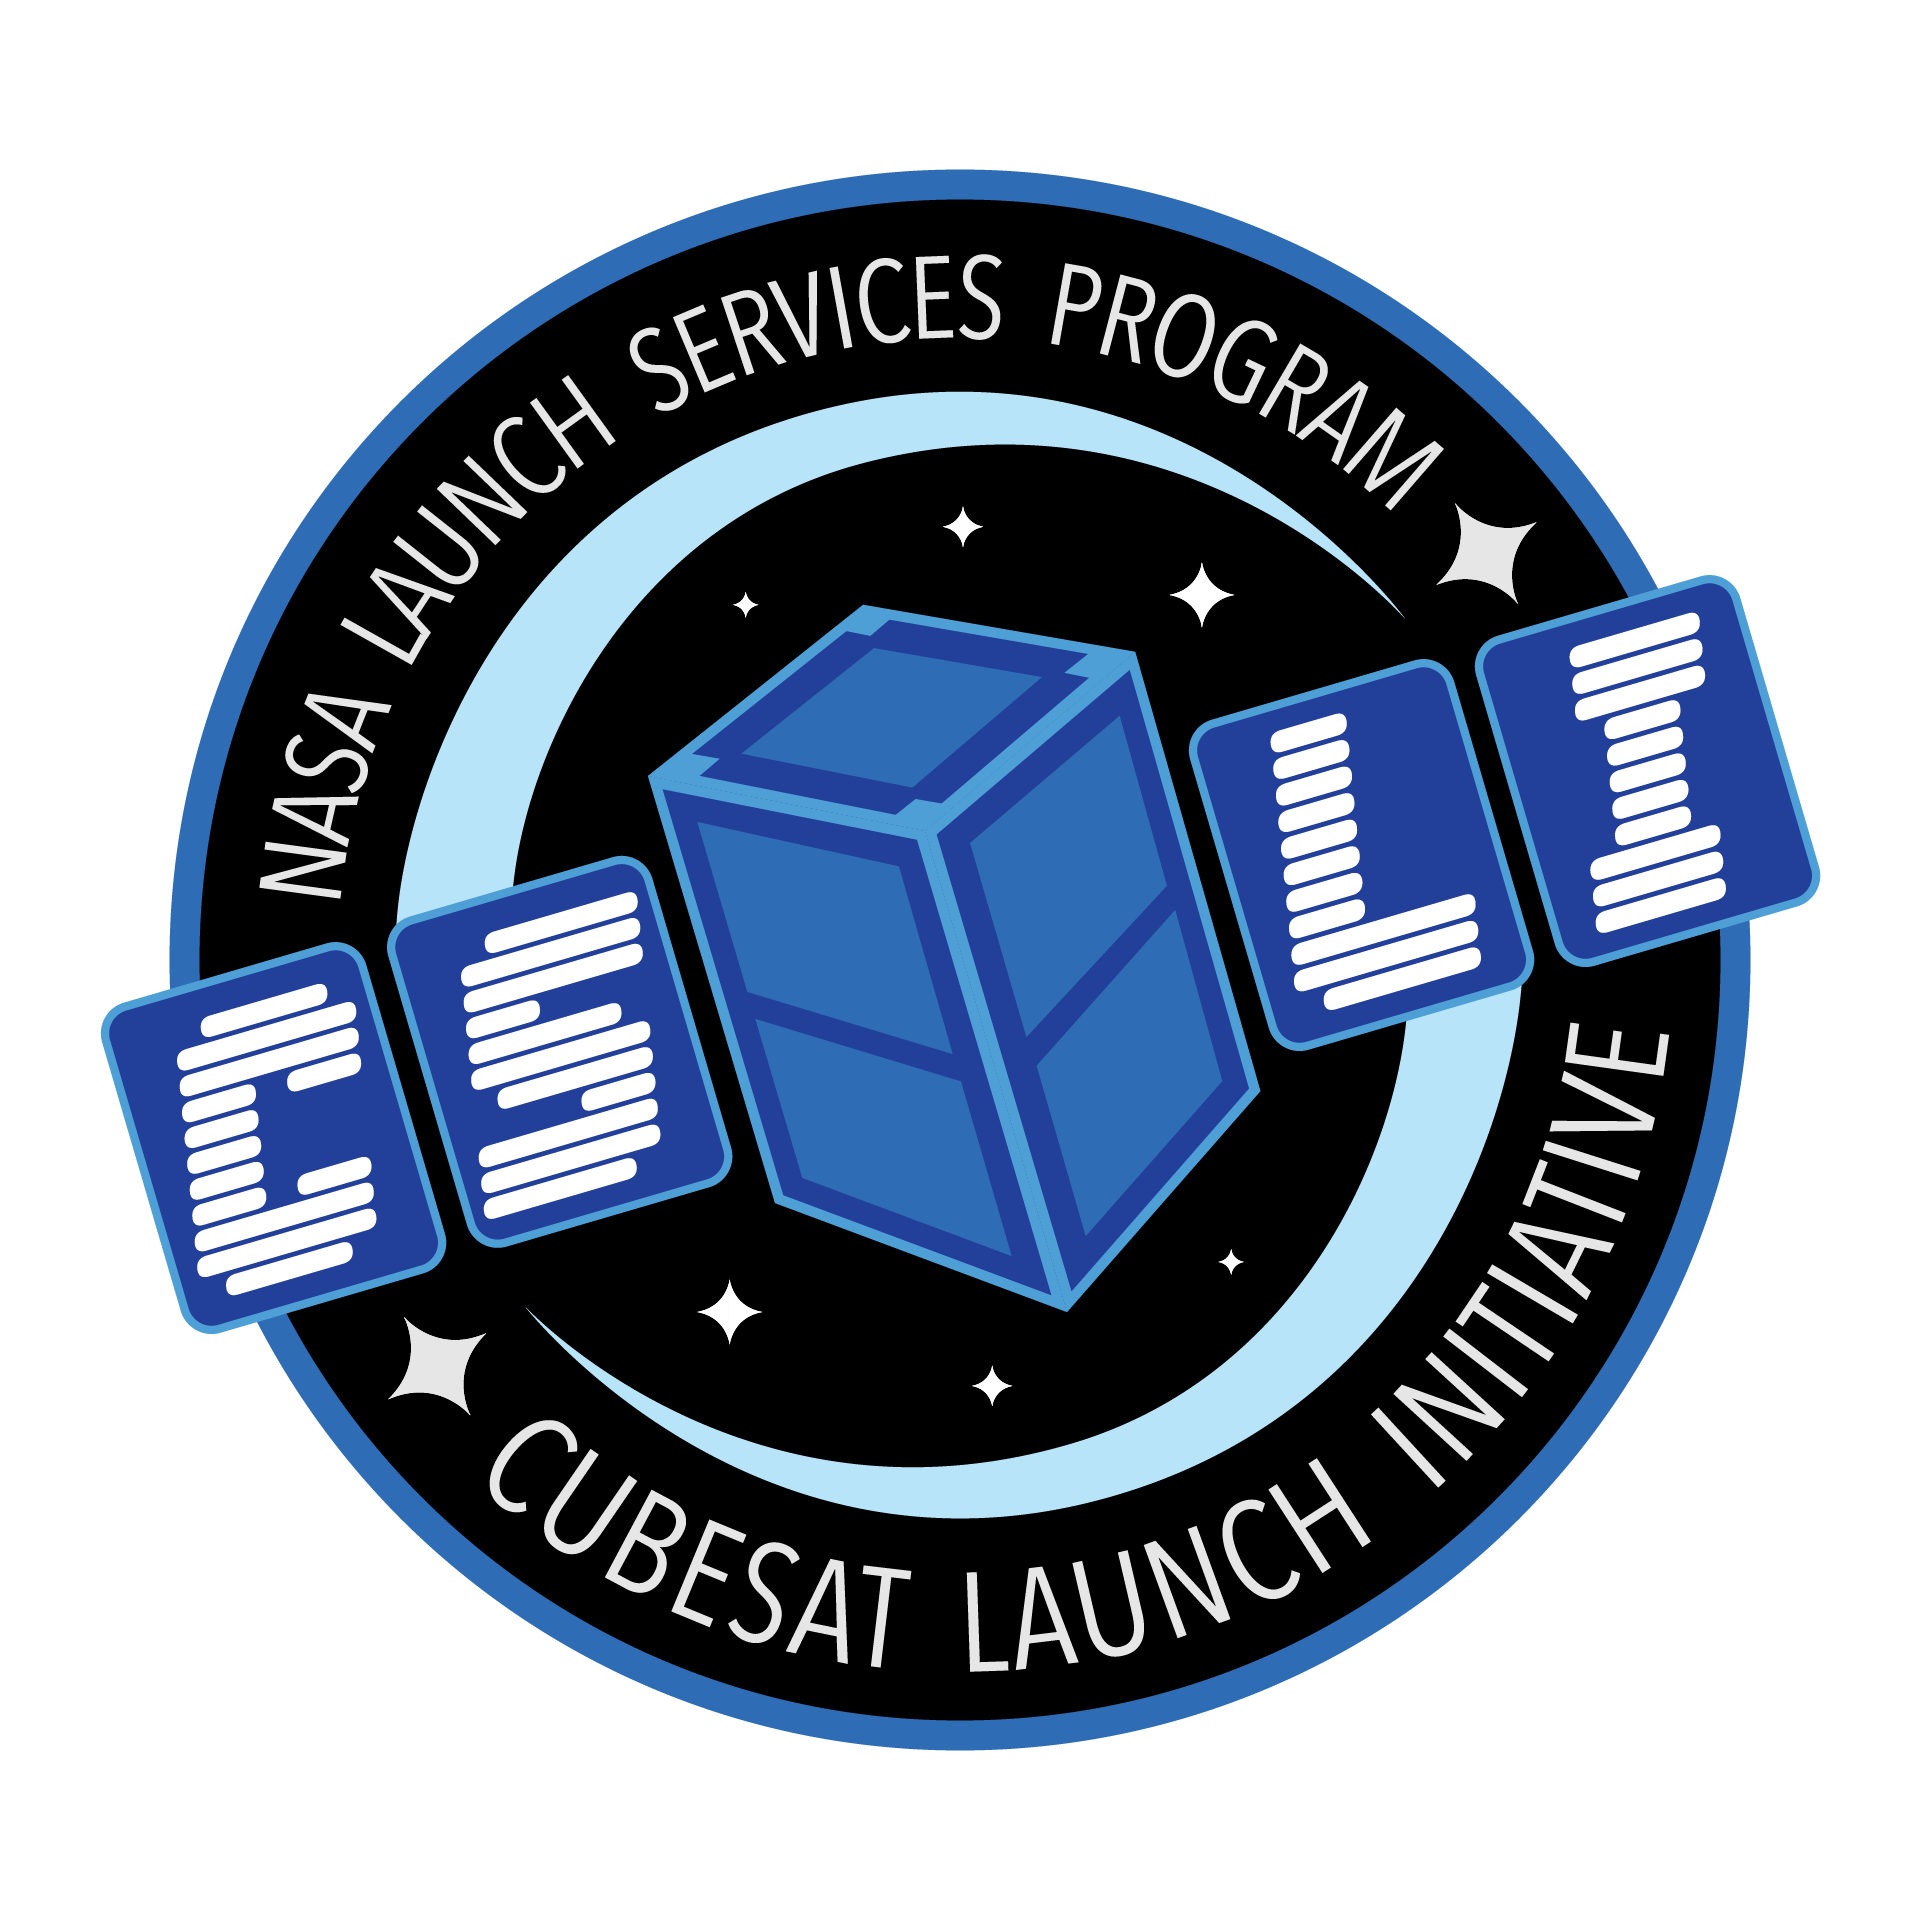 NASA LAUNCH SERVICES PROGRAM
CSLI
CUBESAT LAUNCH INITIATIVE